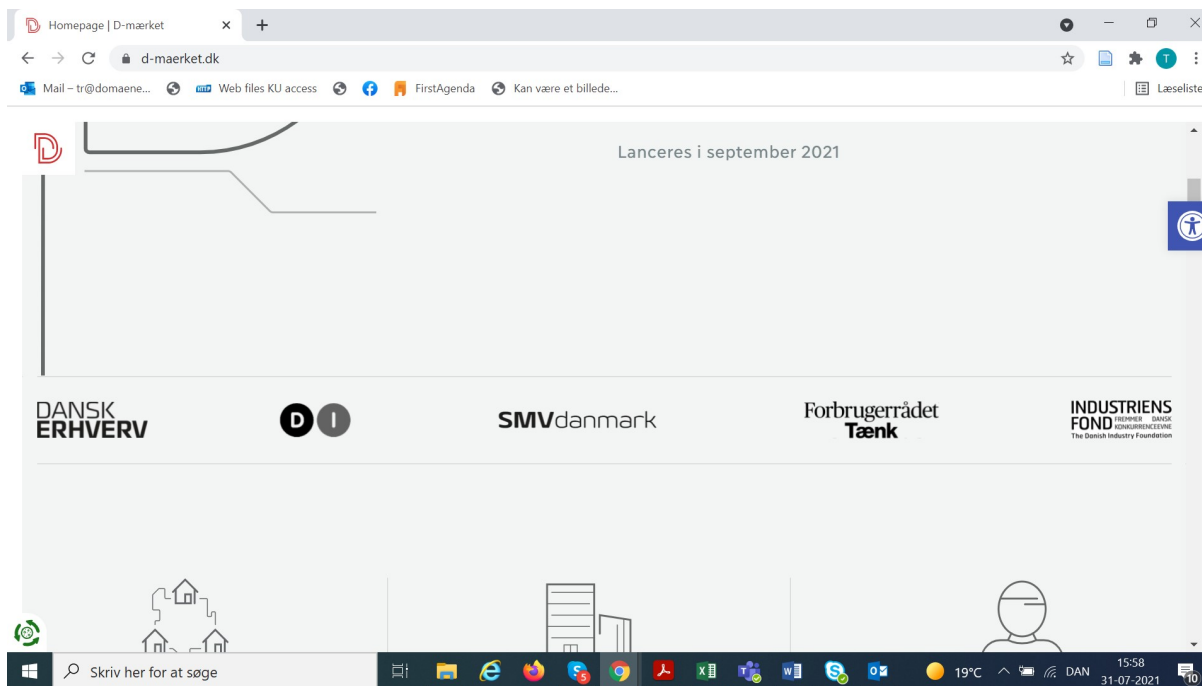 Homepage | D-mærket
d-maerket.dk
Mail – tr@domaene...
Web files KU access
FirstAgenda
Kan være et billede...
Læseliste
Lanceres i september 2021
DANSK
ERHVERV
D I
SMVdanmark
Forbrugerrådet
Tænk
INDUSTRIENS
FOND FREMMER DANSK
KONKURRENCEEVNE
The Danish Industry Foundation
Skriv her for at søge
19°C
DAN
15:58
31-07-2021
10